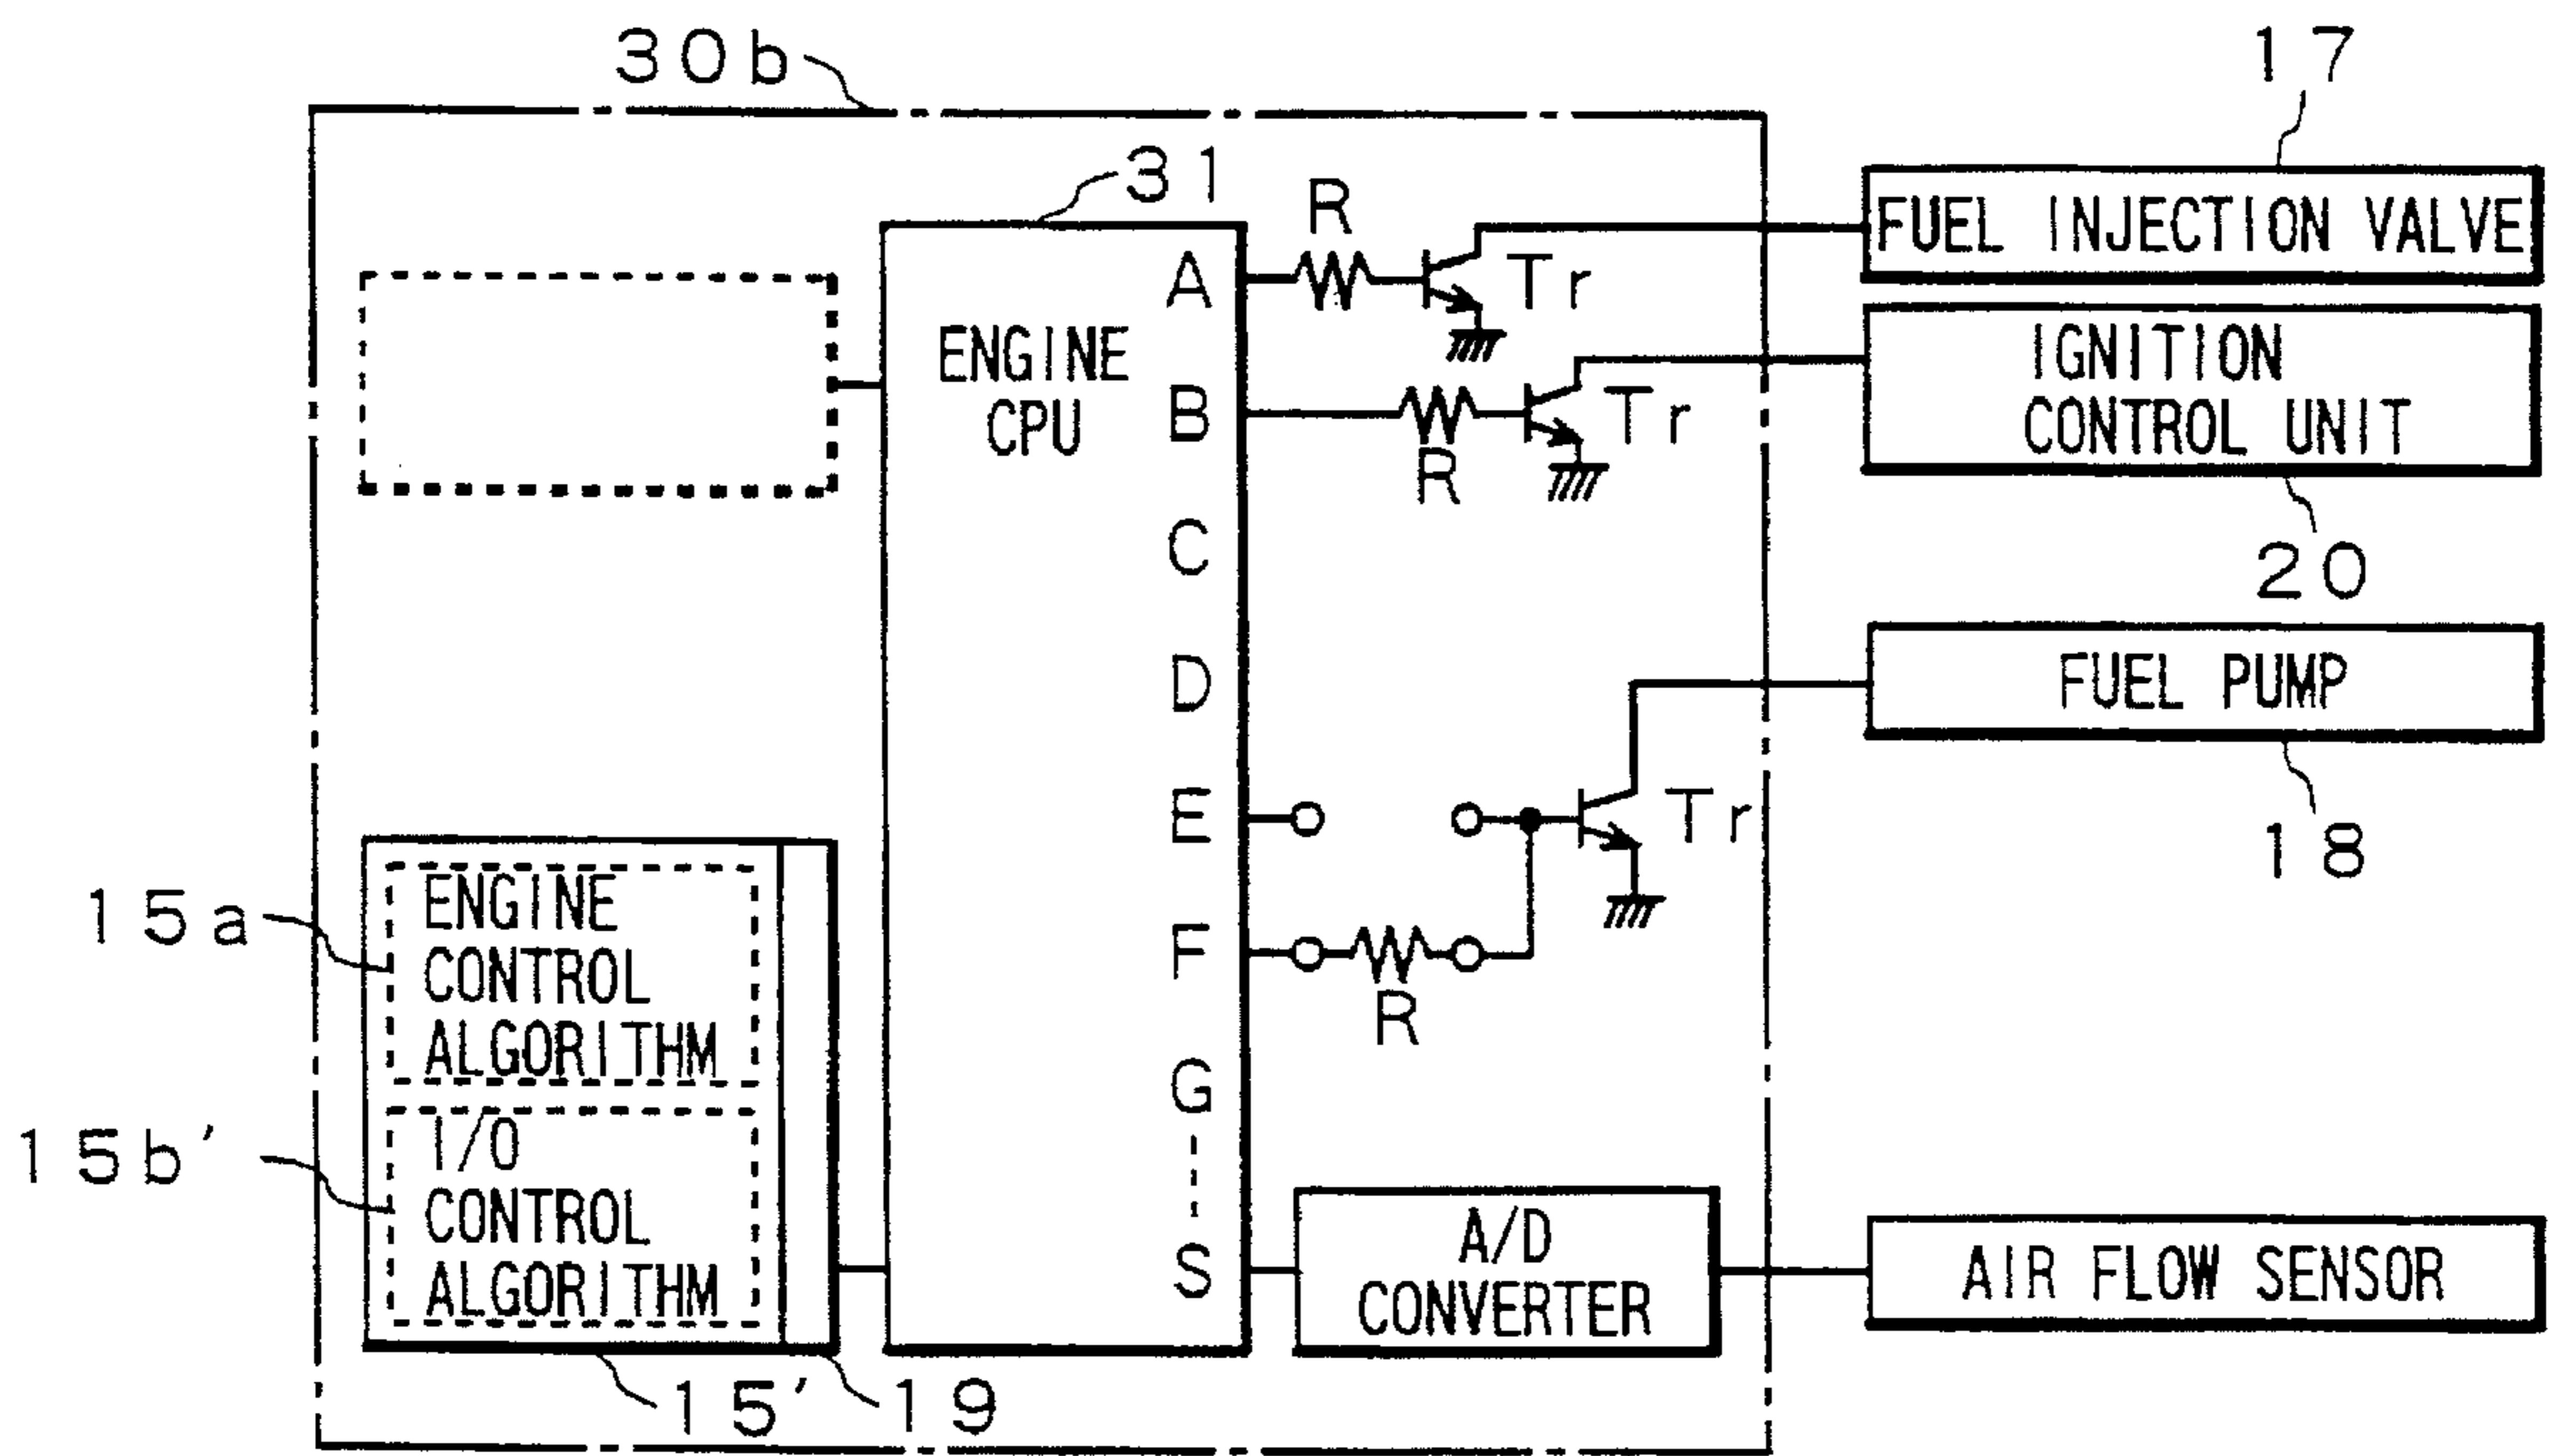 30b
17
31
R
FUEL INJECTION VALVE
A
Tr
ENGINE
CPU
IGNITION
CONTROL UNIT
B
Tr
R
C
20
D
FUEL PUMP
E
Tr
18
15a
ENGINE
CONTROL
ALGORITHM
F
R
G
15b'
I/O
CONTROL
ALGORITHM
S
A/D
CONVERTER
AIR FLOW SENSOR
15'
19